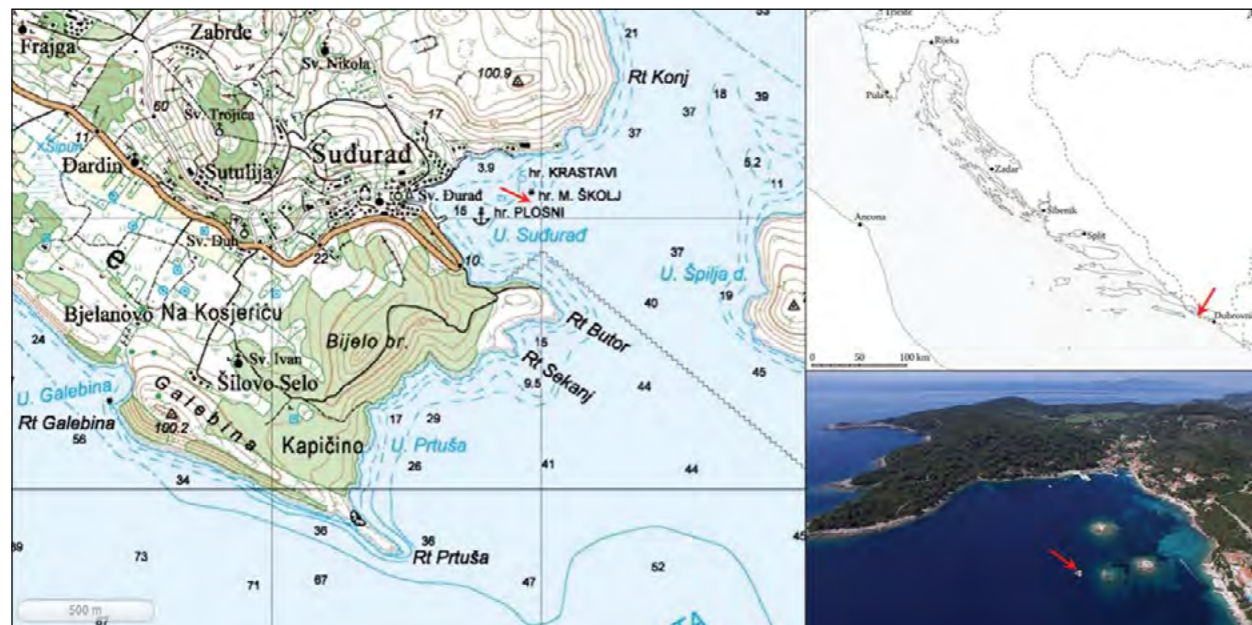 Frajga
Zabrđe
Sv. Nikola
100.9
Rt Konj
21
37
18
39
37
37
60
Sv. Trojica
17
11
Šipun
Đardin
Sutulija
Suđurađ
3.9
5.2
11
hr. KRASTAVI
hr. M. ŠKOLJ
Sv. Đurađ
15
hr. PLOSNI
U. Suđurađ
Sv. Duh
22
10
37
U. Špilja d.
19
40
e
Bjelanovo
Na Kosjeriću
Bijelo br.
Rt Butor
15
Rt Sekanj
9.5
44
45
24
U. Galebina
Rt Galebina
56
Sv. Ivan
Šilovo Selo
Galebina
100.2
Kapičino
17
29
U. Prtuša
26
41
44
34
36
36
Rt Prtuša
73
71
67
47
52
45
500 m
Trieste
Rijeka
Pula
Zadar
Ancona
Šibenik
Split
Dubrovnik
0
50
100 km